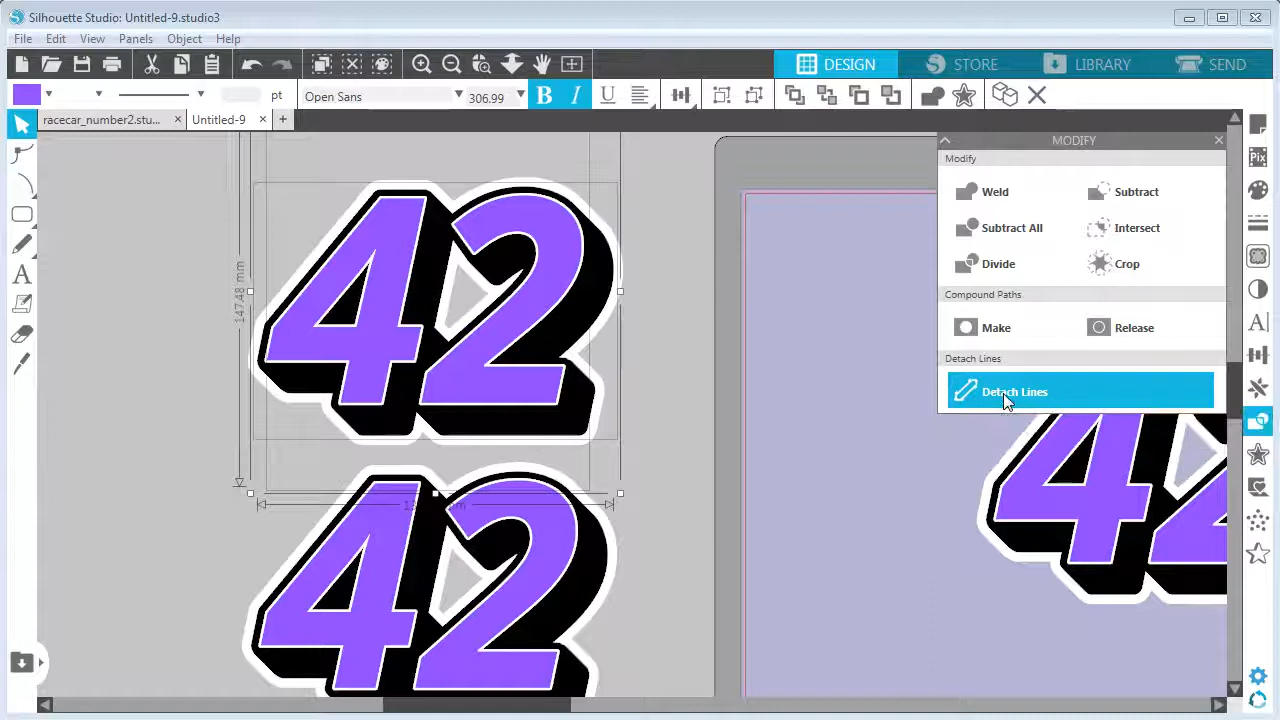 Silhouette Studio: Untitled-9.studio3
File Edit View Panels Object Help
DESIGN STORE LIBRARY SEND
pt Open Sans 306.99 B I U
racecar_number2.stu... Untitled-9
MODIFY
Modify
Weld Subtract
Subtract All Intersect
Divide Crop
Compound Paths
Make Release
Detach Lines
Detach Lines
147.48 mm
42
42
42